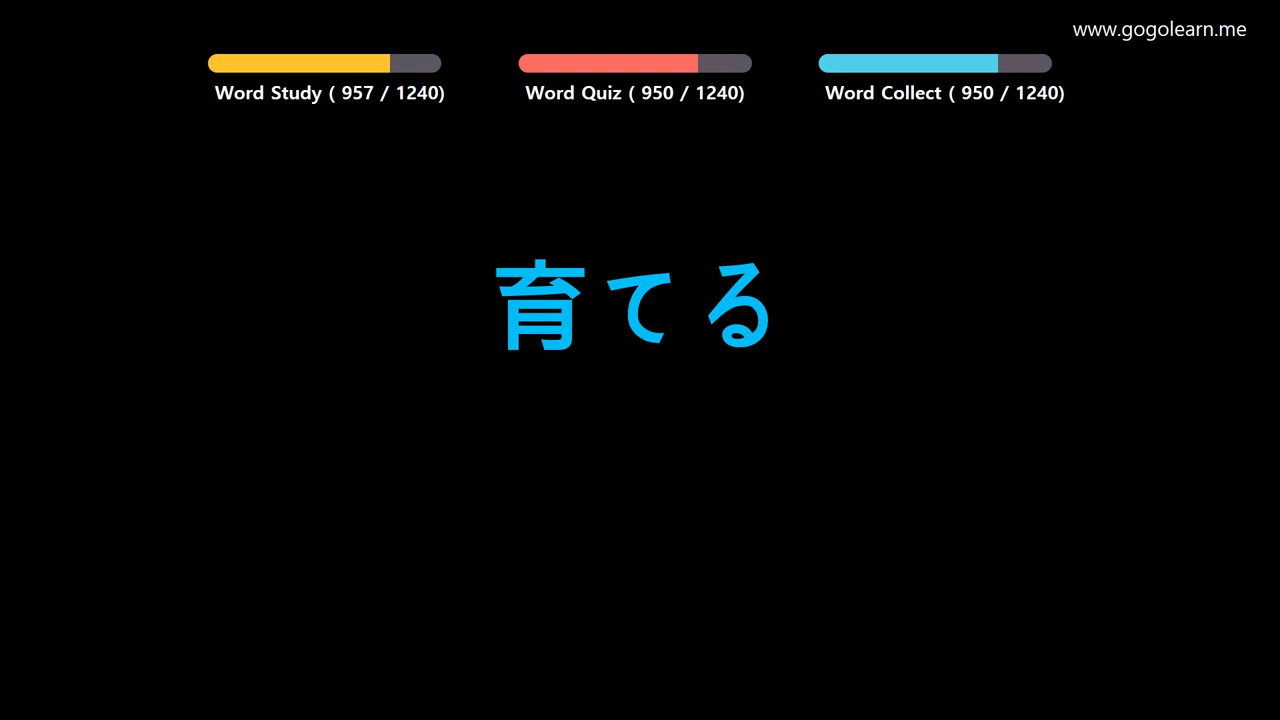 www.gogolearn.me
Word Study ( 957 / 1240)
Word Quiz ( 950 / 1240)
Word Collect ( 950 / 1240)
育てる